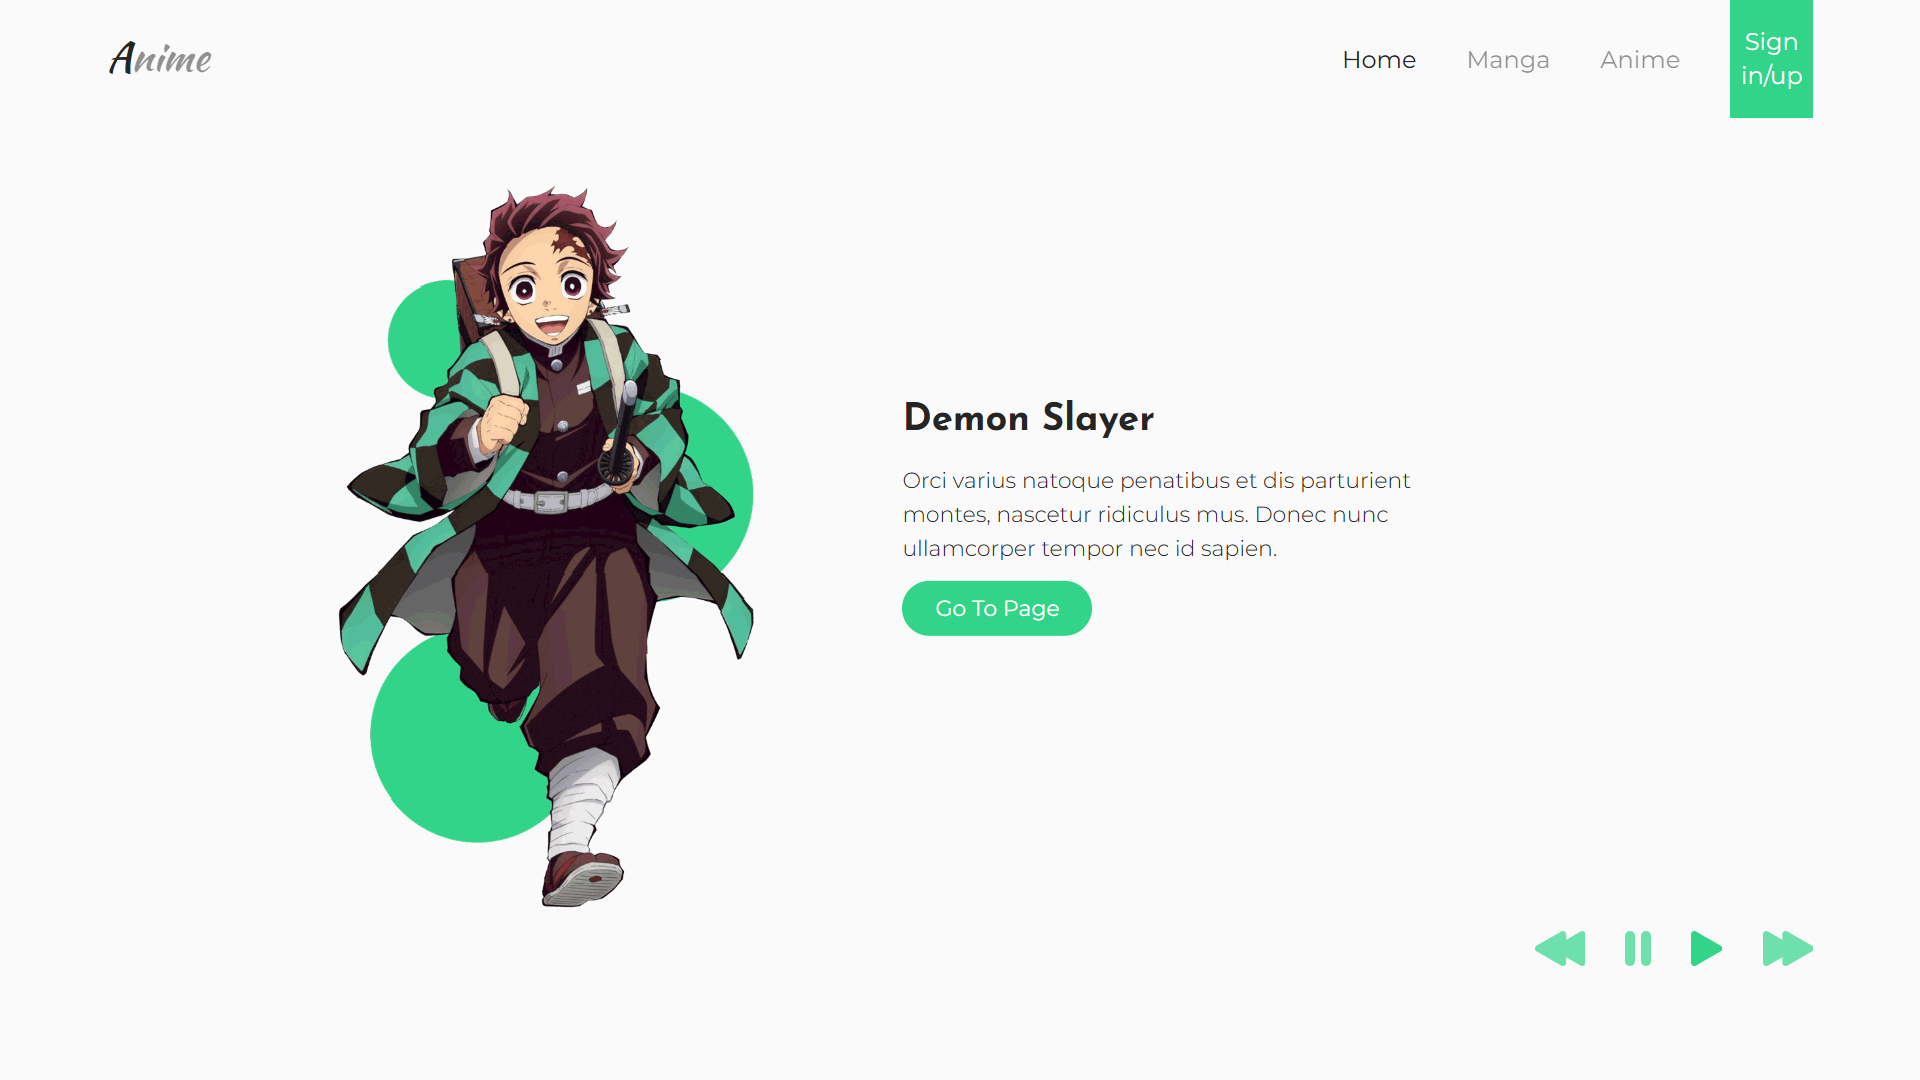 Anime
Home
Manga
Anime
Sign
in/up
Demon Slayer
Orci varius natoque penatibus et dis parturient
montes, nascetur ridiculus mus. Donec nunc
ullamcorper tempor nec id sapien.
Go To Page